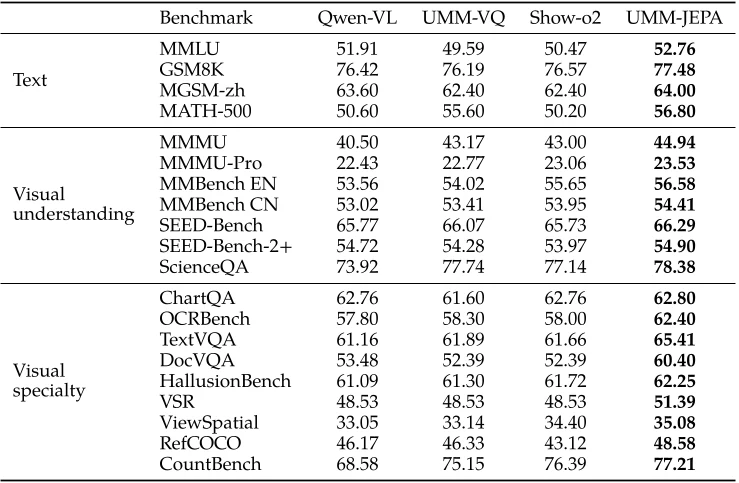 Benchmark Qwen-VL UMM-VQ Show-o2 UMM-JEPA
Text
MMLU 51.91 49.59 50.47 52.76
GSM8K 76.42 76.19 76.57 77.48
MGSM-zh 63.60 62.40 62.40 64.00
MATH-500 50.60 55.60 50.20 56.80
Visual
understanding
MMMU 40.50 43.17 43.00 44.94
MMMU-Pro 22.43 22.77 23.06 23.53
MMBench EN 53.56 54.02 55.65 56.58
MMBench CN 53.02 53.41 53.95 54.41
SEED-Bench 65.77 66.07 65.73 66.29
SEED-Bench-2+ 54.72 54.28 53.97 54.90
ScienceQA 73.92 77.74 77.14 78.38
Visual
specialty
ChartQA 62.76 61.60 62.76 62.80
OCRBench 57.80 58.30 58.00 62.40
TextVQA 61.16 61.89 61.66 65.41
DocVQA 53.48 52.39 52.39 60.40
HallusionBench 61.09 61.30 61.72 62.25
VSR 48.53 48.53 48.53 51.39
ViewSpatial 33.05 33.14 34.40 35.08
RefCOCO 46.17 46.33 43.12 48.58
CountBench 68.58 75.15 76.39 77.21